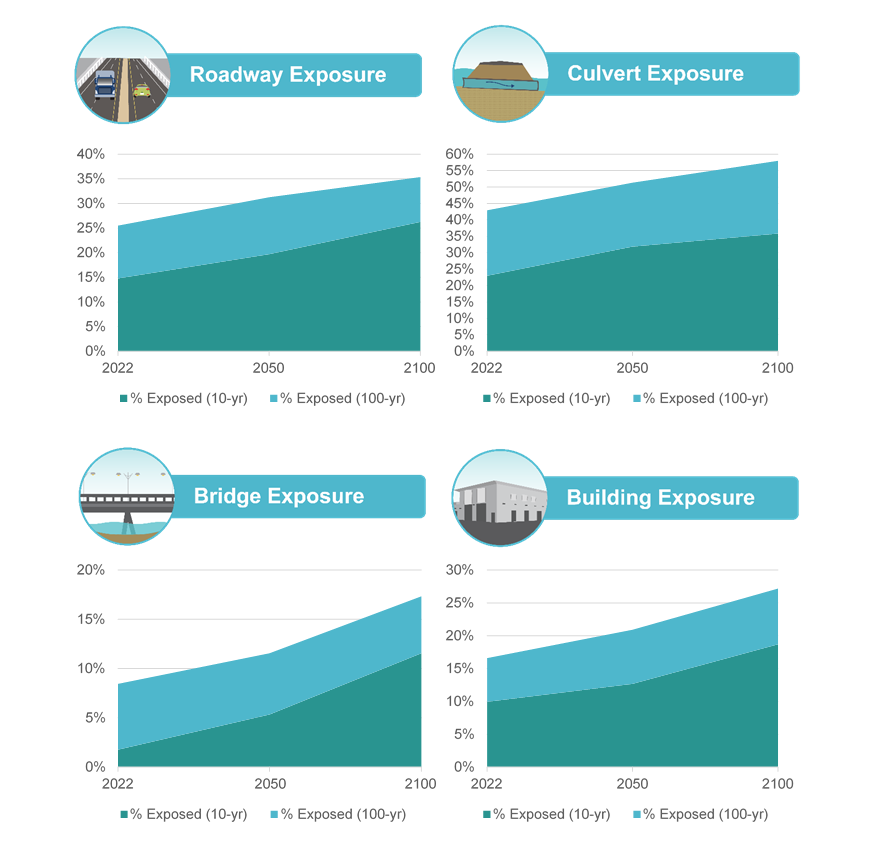 Roadway Exposure
40%
35%
30%
25%
20%
15%
10%
5%
0%
2022 2050 2100
% Exposed (10-yr) % Exposed (100-yr)
Culvert Exposure
60%
55%
50%
45%
40%
35%
30%
25%
20%
15%
10%
5%
0%
2022 2050 2100
% Exposed (10-yr) % Exposed (100-yr)
Bridge Exposure
20%
15%
10%
5%
0%
2022 2050 2100
% Exposed (10-yr) % Exposed (100-yr)
Building Exposure
30%
25%
20%
15%
10%
5%
0%
2022 2050 2100
% Exposed (10-yr) % Exposed (100-yr)